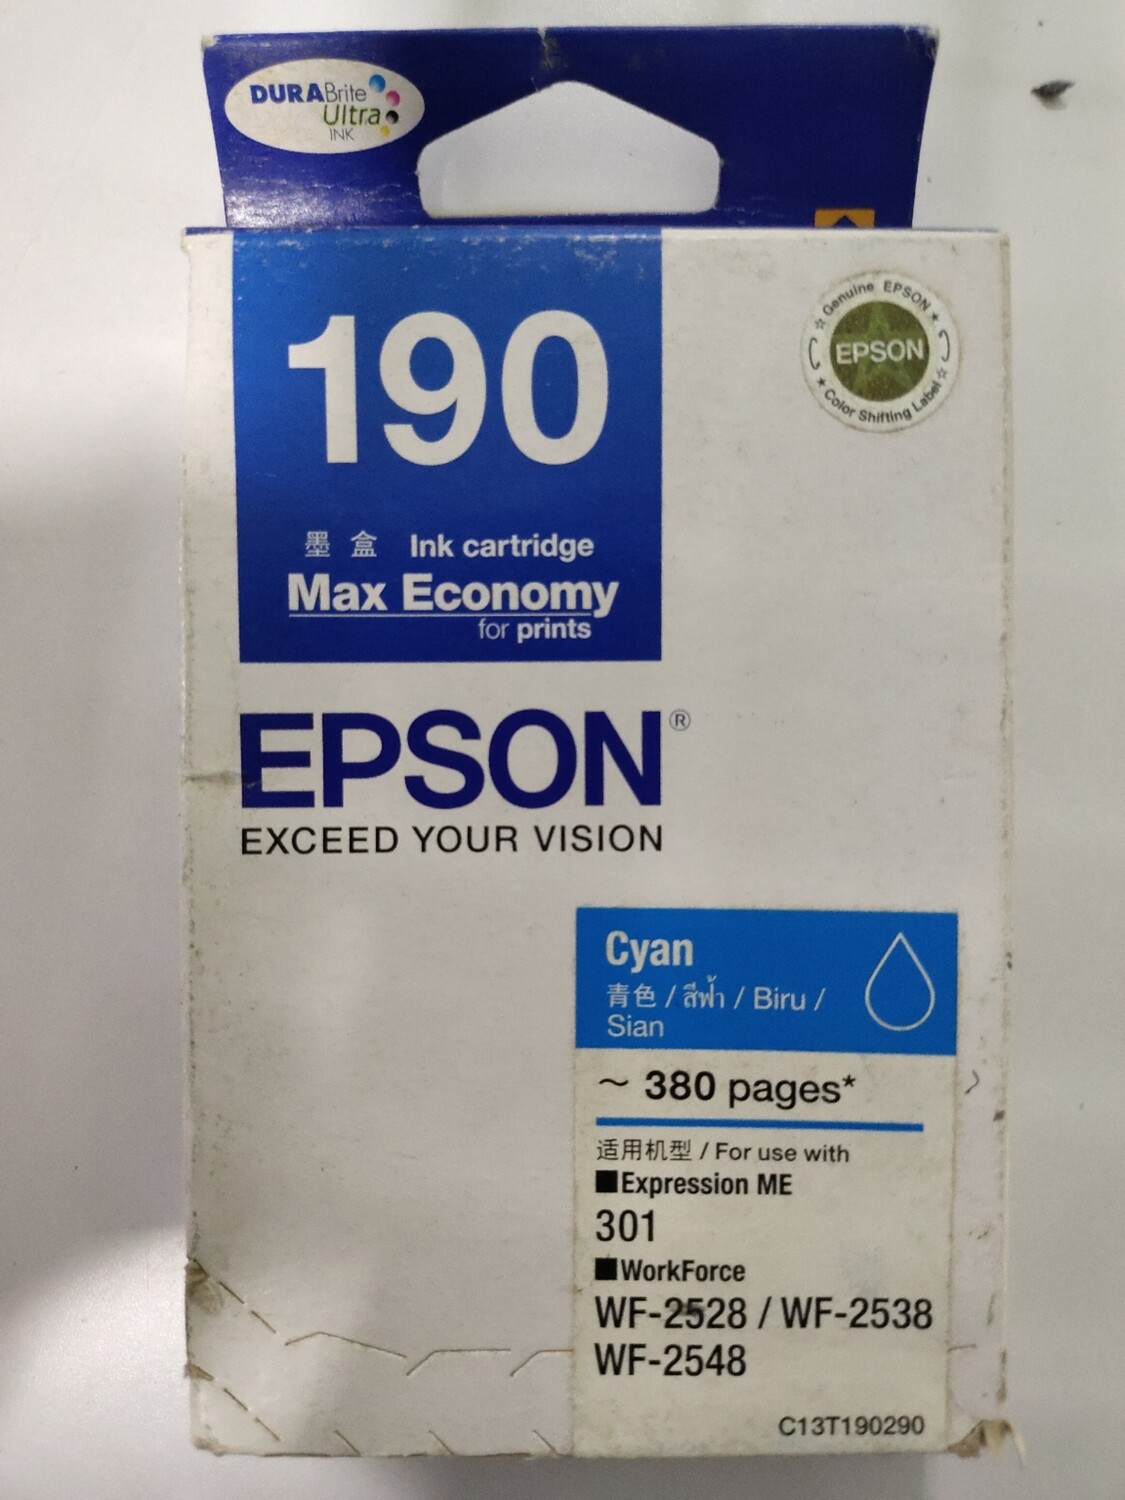 DURABrite
Ultra
INK
190
墨盒 Ink cartridge
Max Economy
for prints
☆ Genuine EPSON ★
EPSON
★ Color Shifting Label ☆
EPSON®
EXCEED YOUR VISION
Cyan
青色 / สีฟ้า / Biru /
Sian
~ 380 pages*
适用机型 / For use with
■Expression ME
301
■WorkForce
WF-2528 / WF-2538
WF-2548
C13T190290